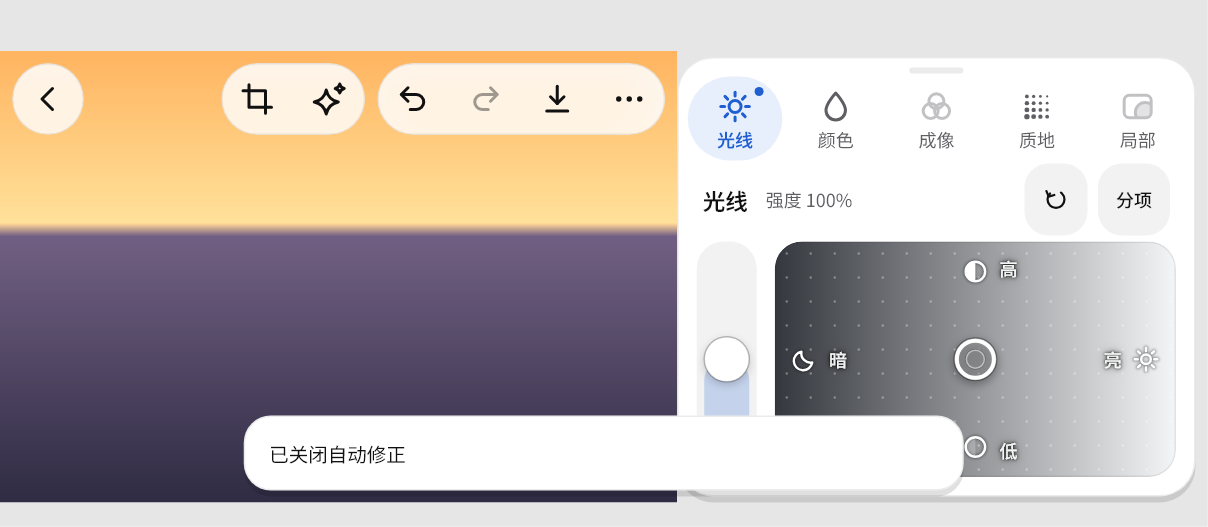 光线
颜色
成像
质地
局部
光线 强度 100%
分项
高
暗
亮
低
已关闭自动修正